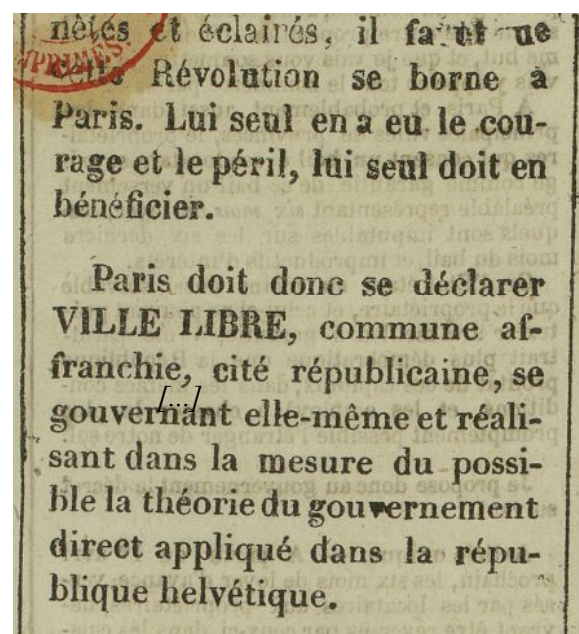 nêtes et éclairés, il faut que
cette Révolution se borne à
Paris. Lui seul en a eu le cou-
rage et le péril, lui seul doit en
bénéficier.
Paris doit donc se déclarer
VILLE LIBRE, commune af-
franchie, cité républicaine, se
[...]
gouvernant elle-même et réali-
sant dans la mesure du possi-
ble la théorie du gouvernement
direct appliqué dans la répu-
blique helvétique.